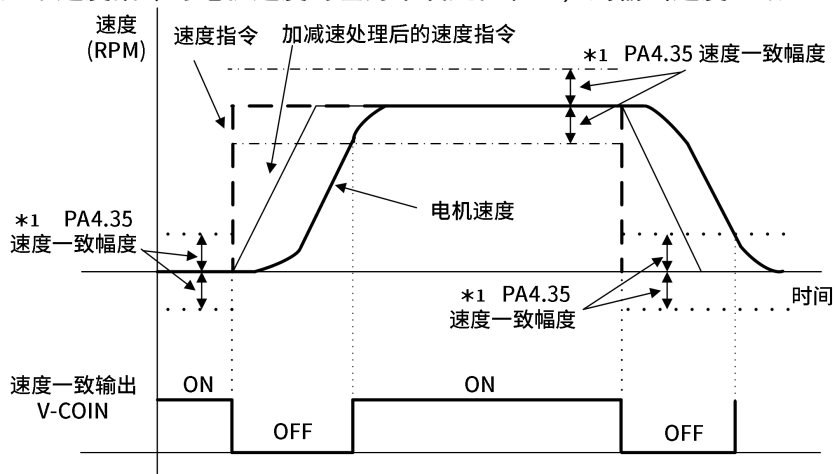 速度
(RPM)
速度指令
加减速处理后的速度指令
*1 PA4.35 速度一致幅度
电机速度
*1 PA4.35
速度一致幅度
*1 PA4.35
速度一致幅度
时间
速度一致输出
V-COIN
ON
OFF
ON
OFF